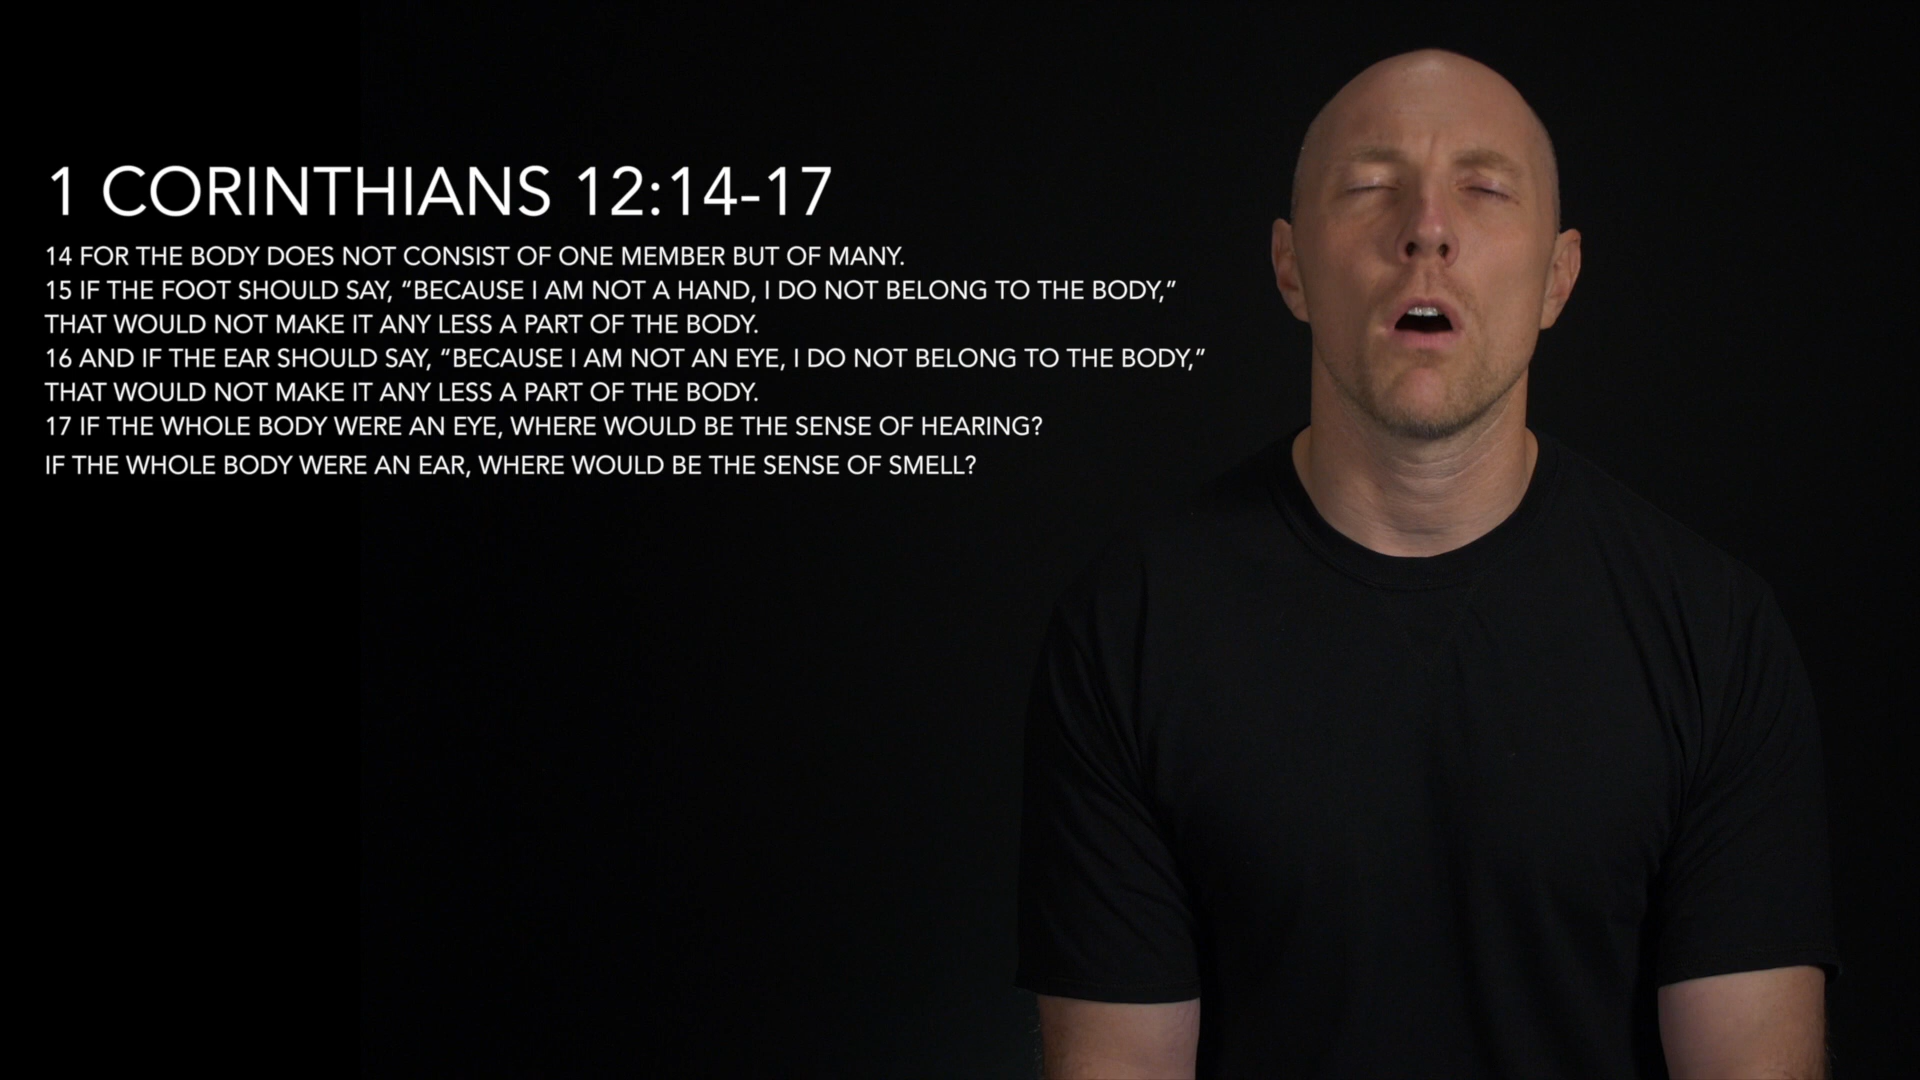 1 CORINTHIANS 12:14-17
14 FOR THE BODY DOES NOT CONSIST OF ONE MEMBER BUT OF MANY.
15 IF THE FOOT SHOULD SAY, “BECAUSE I AM NOT A HAND, I DO NOT BELONG TO THE BODY,”
THAT WOULD NOT MAKE IT ANY LESS A PART OF THE BODY.
16 AND IF THE EAR SHOULD SAY, “BECAUSE I AM NOT AN EYE, I DO NOT BELONG TO THE BODY,”
THAT WOULD NOT MAKE IT ANY LESS A PART OF THE BODY.
17 IF THE WHOLE BODY WERE AN EYE, WHERE WOULD BE THE SENSE OF HEARING?
IF THE WHOLE BODY WERE AN EAR, WHERE WOULD BE THE SENSE OF SMELL?